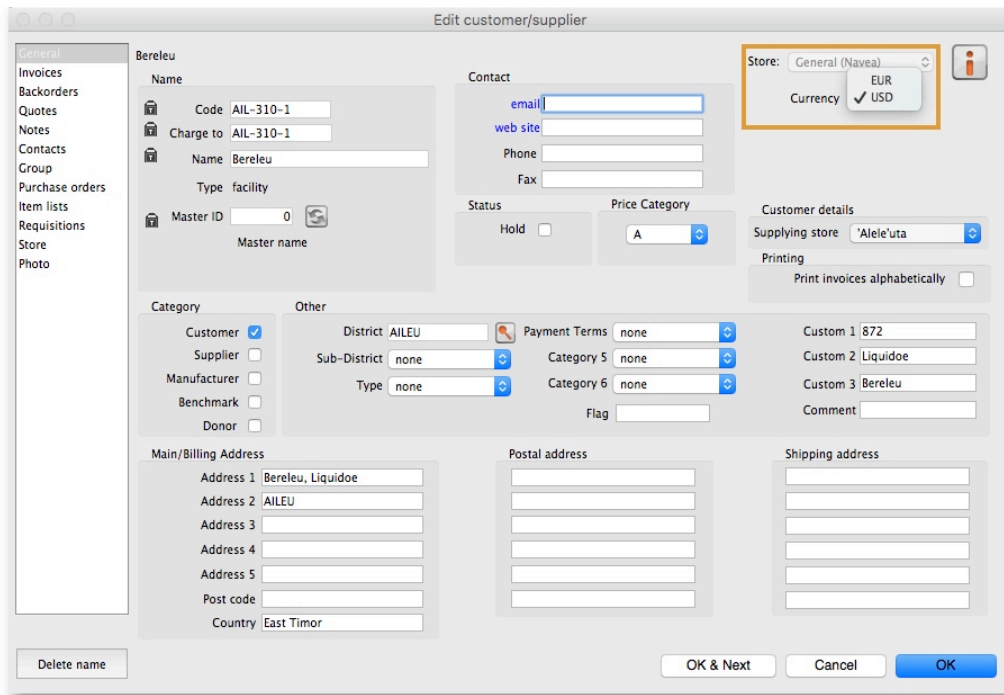 Edit customer/supplier
General
Invoices
Backorders
Quotes
Notes
Contacts
Group
Purchase orders
Item lists
Requisitions
Store
Photo
Delete name
Bereleu
Name
Code AIL-310-1
Charge to AIL-310-1
Name Bereleu
Type facility
Master ID 0
Master name
Contact
email
web site
Phone
Fax
Store: General (Navea)
Currency
EUR
✓ USD
Status
Hold
Price Category
A
Customer details
Supplying store 'Alele'uta
Printing
Print invoices alphabetically
Category
Customer
Supplier
Manufacturer
Benchmark
Donor
Other
District AILEU
Sub-District none
Type none
Payment Terms none
Category 5 none
Category 6 none
Flag
Custom 1 872
Custom 2 Liquidoe
Custom 3 Bereleu
Comment
Main/Billing Address
Address 1 Bereleu, Liquidoe
Address 2 AILEU
Address 3
Address 4
Address 5
Post code
Country East Timor
Postal address
Shipping address
OK & Next
Cancel
OK